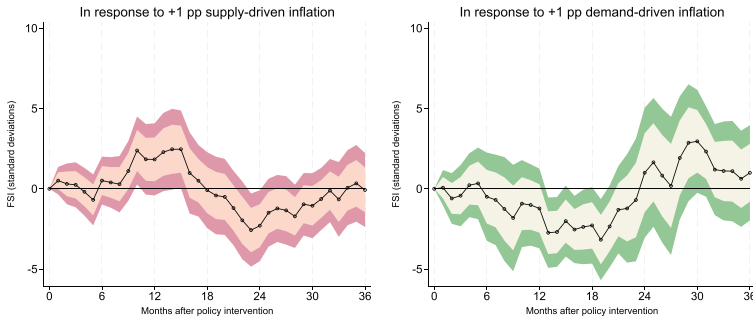 In response to +1 pp supply-driven inflation
10
5
0
-5
FSI (standard deviations)
0 6 12 18 24 30 36
Months after policy intervention
In response to +1 pp demand-driven inflation
10
5
0
-5
FSI (standard deviations)
0 6 12 18 24 30 36
Months after policy intervention